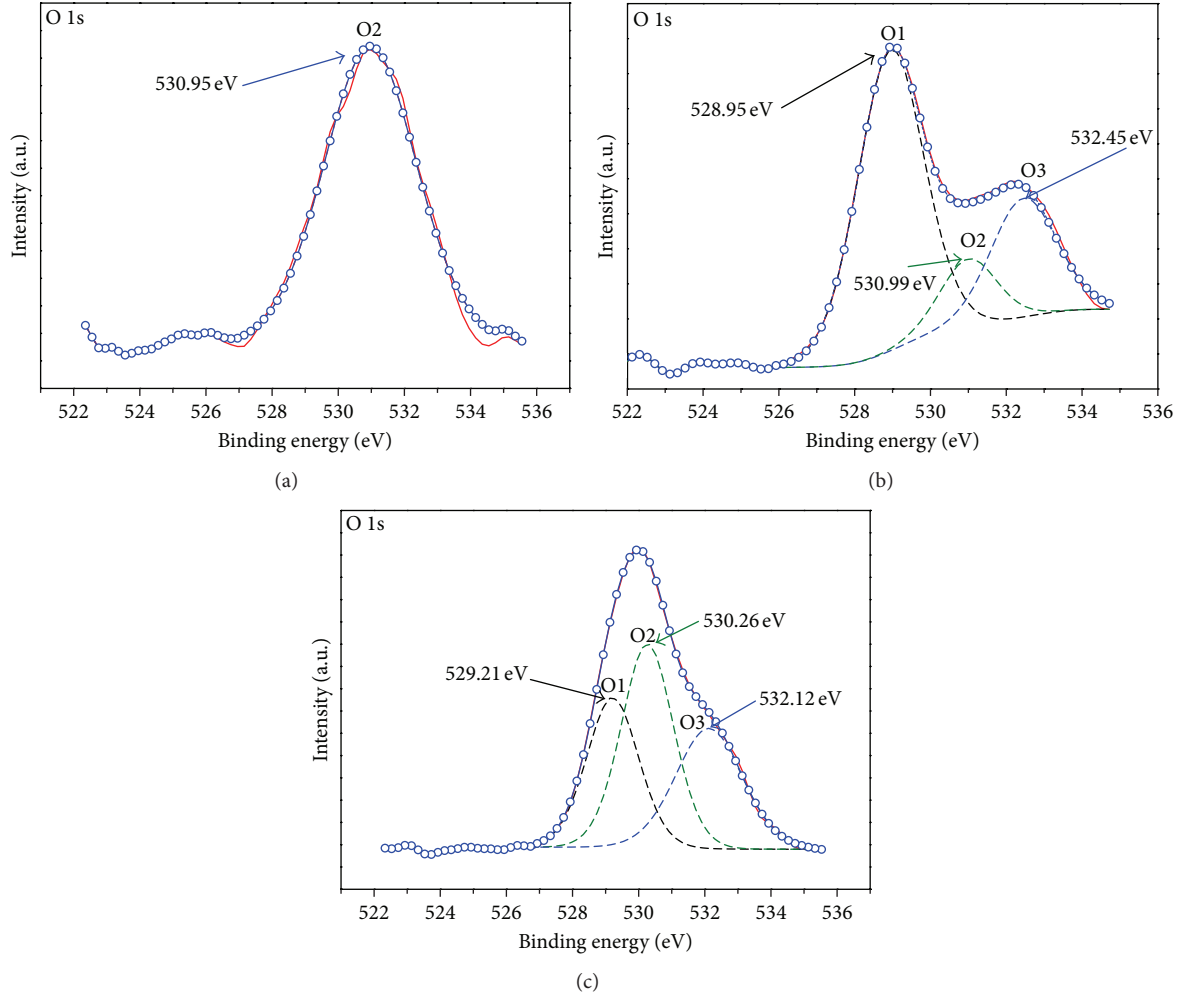 O 1s
O2
530.95 eV
Intensity (a.u.)
522 524 526 528 530 532 534 536
Binding energy (eV)
(a)
O 1s
O1
528.95 eV
532.45 eV
O3
O2
530.99 eV
Intensity (a.u.)
522 524 526 528 530 532 534 536
Binding energy (eV)
(b)
O 1s
530.26 eV
O2
529.21 eV
O1
532.12 eV
O3
Intensity (a.u.)
522 524 526 528 530 532 534 536
Binding energy (eV)
(c)